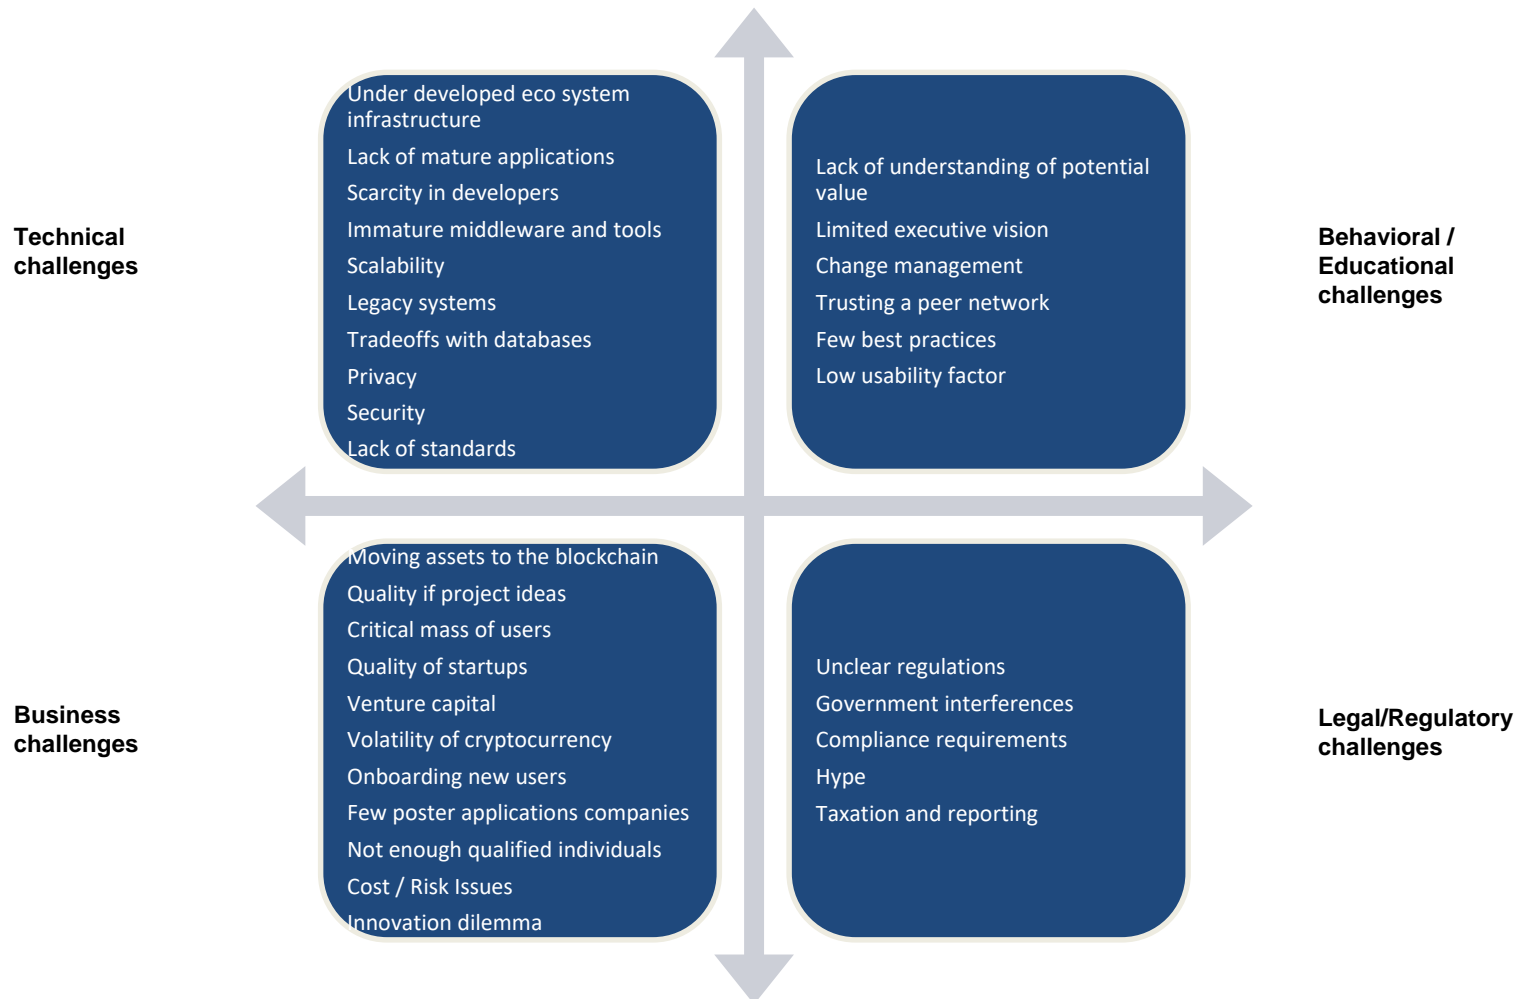 Technical
challenges
Under developed eco system
infrastructure
Lack of mature applications
Scarcity in developers
Immature middleware and tools
Scalability
Legacy systems
Tradeoffs with databases
Privacy
Security
Lack of standards
Lack of understanding of potential
value
Limited executive vision
Change management
Trusting a peer network
Few best practices
Low usability factor
Behavioral /
Educational
challenges
Business
challenges
Moving assets to the blockchain
Quality if project ideas
Critical mass of users
Quality of startups
Venture capital
Volatility of cryptocurrency
Onboarding new users
Few poster applications companies
Not enough qualified individuals
Cost / Risk Issues
Innovation dilemma
Unclear regulations
Government interferences
Compliance requirements
Hype
Taxation and reporting
Legal/Regulatory
challenges